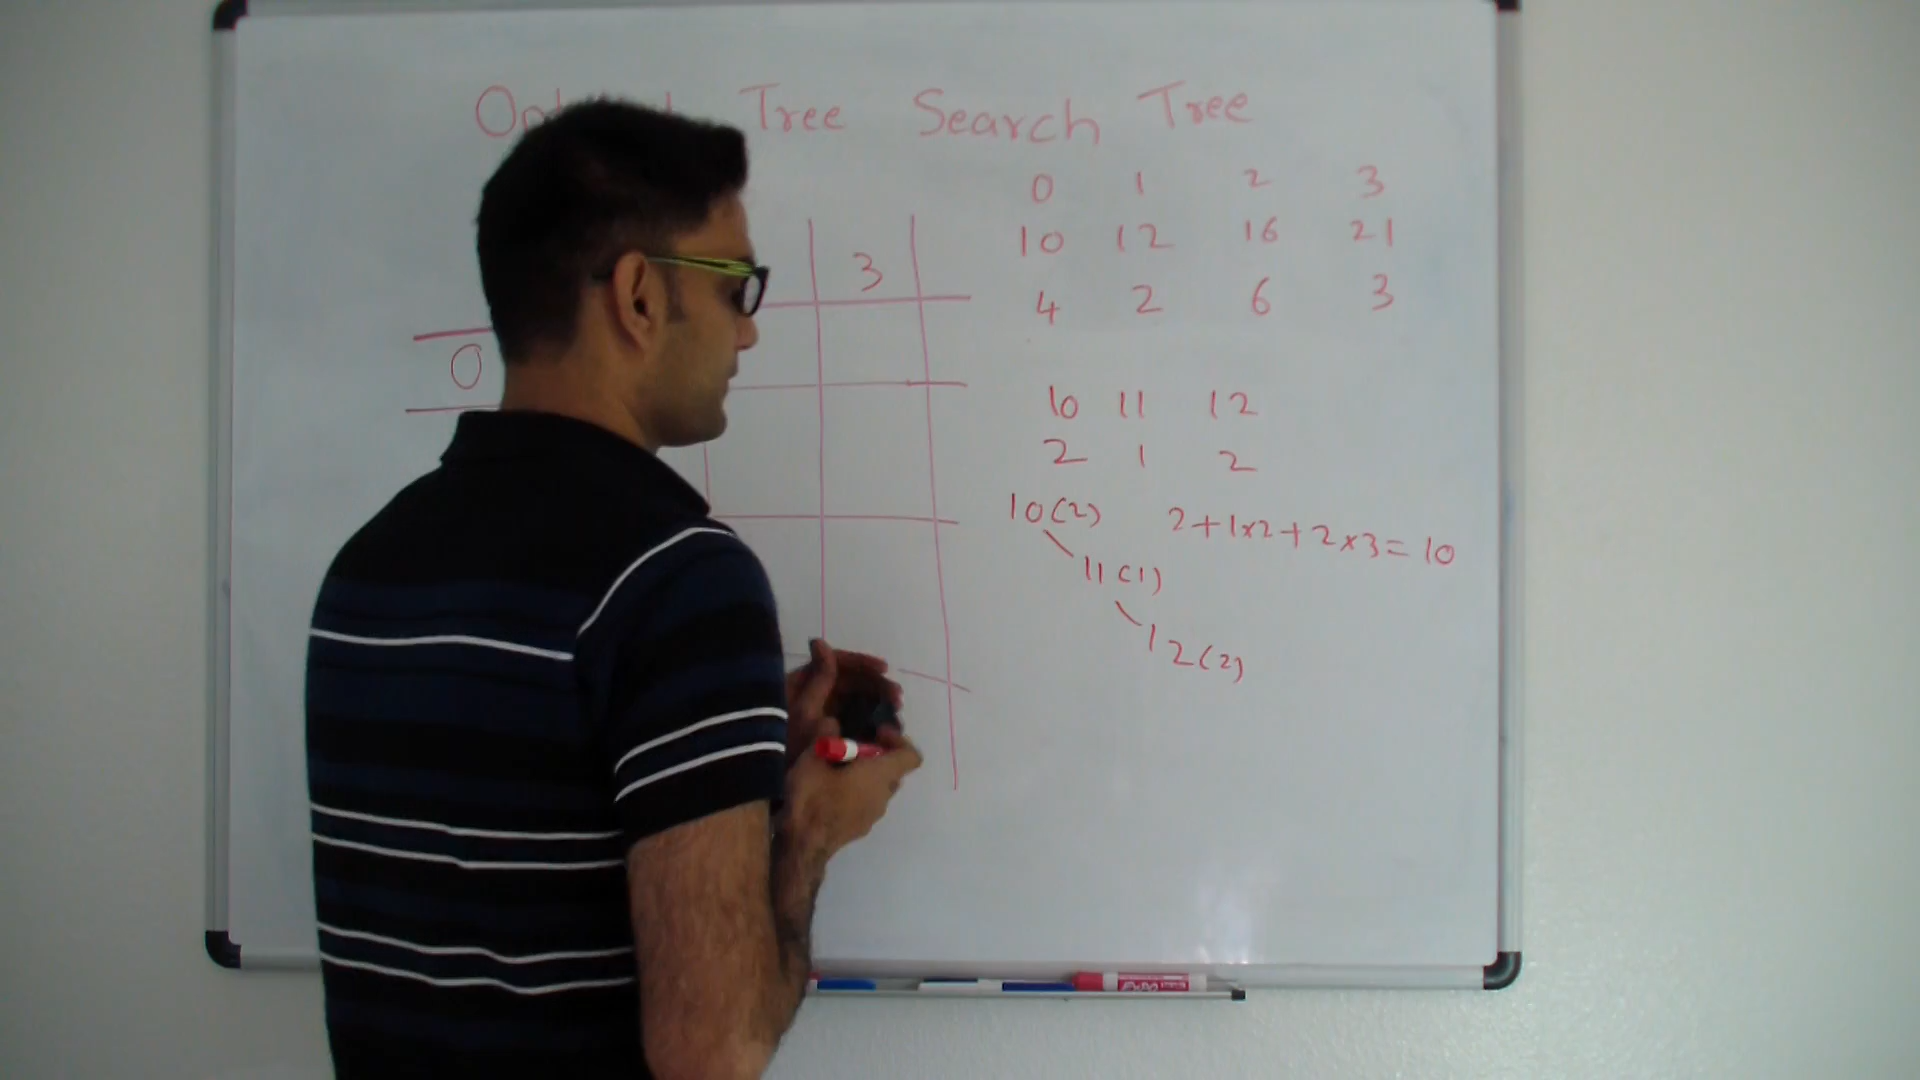 Tree Search Tree
0 1 2 3
10 12 16 21
4 2 6 3
3
0
10 11 12
2 1 2
10(2) 2+1x2+2x3=10
11(1)
12(2)
EXPO